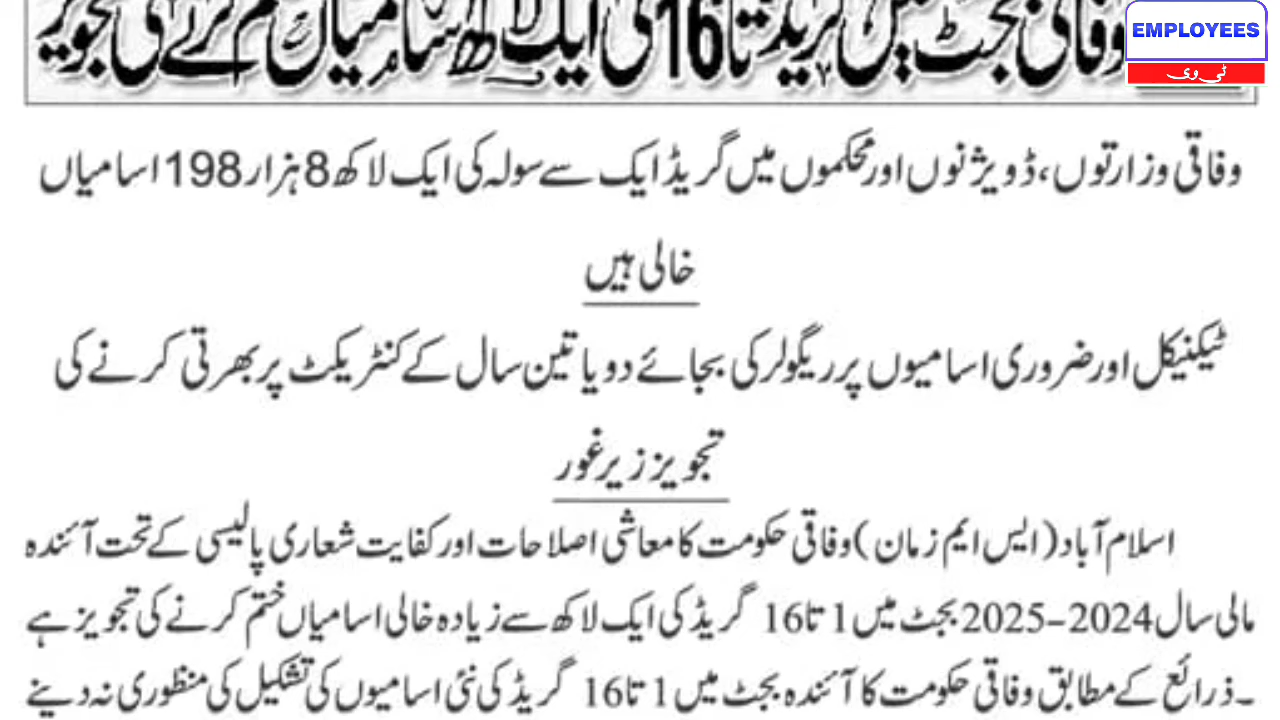 وفاقی بجٹ میں گریڈ 1 تا 16 کی ایک لاکھ اسامیاں ختم کرنے کی تجویز
EMPLOYEES
ٹی وی
وفاقی وزارتوں، ڈویژنوں اور محکموں میں گریڈ ایک سے سولہ کی ایک لاکھ 8 ہزار 198 اسامیاں
خالی ہیں
ٹیکنیکل اور ضروری اسامیوں پر ریگولر کی بجائے دو یا تین سال کے کنٹریکٹ پر بھرتی کرنے کی
تجویز زیر غور
اسلام آباد (ایس ایم زمان) وفاقی حکومت کا معاشی اصلاحات اور کفایت شعاری پالیسی کے تحت آئندہ
مالی سال 2024-2025 بجٹ میں 1 تا 16 گریڈ کی ایک لاکھ سے زیادہ خالی اسامیاں ختم کرنے کی تجویز ہے
۔ ذرائع کے مطابق وفاقی حکومت کا آئندہ بجٹ میں 1 تا 16 گریڈ کی نئی اسامیوں کی تشکیل کی منظوری نہ دینے